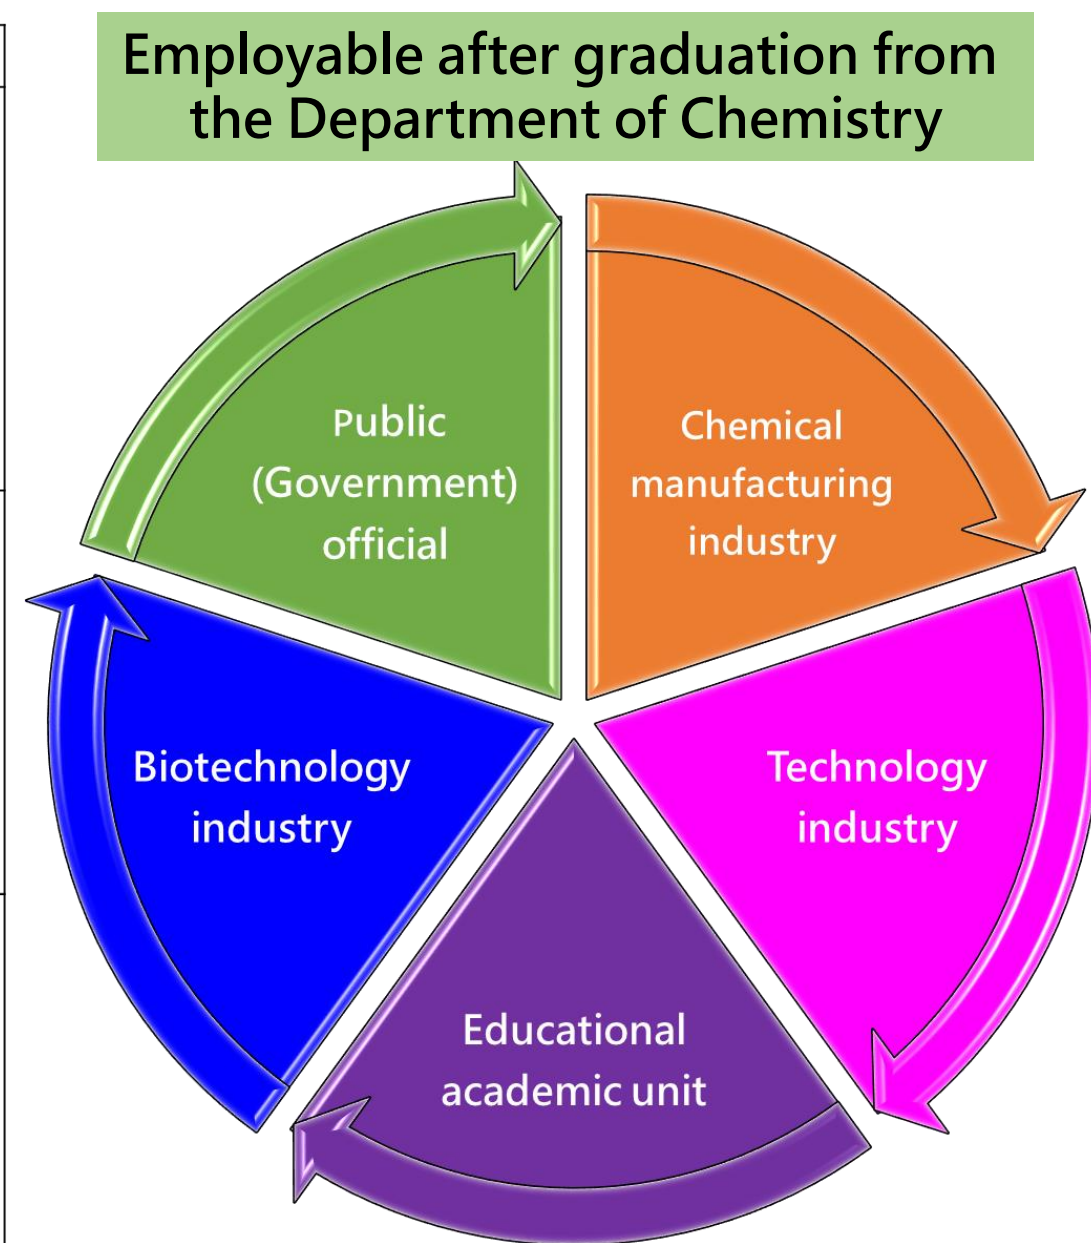 Employable after graduation from
the Department of Chemistry
Public
(Government)
official
Chemical
manufacturing
industry
Biotechnology
industry
Technology
industry
Educational
academic unit